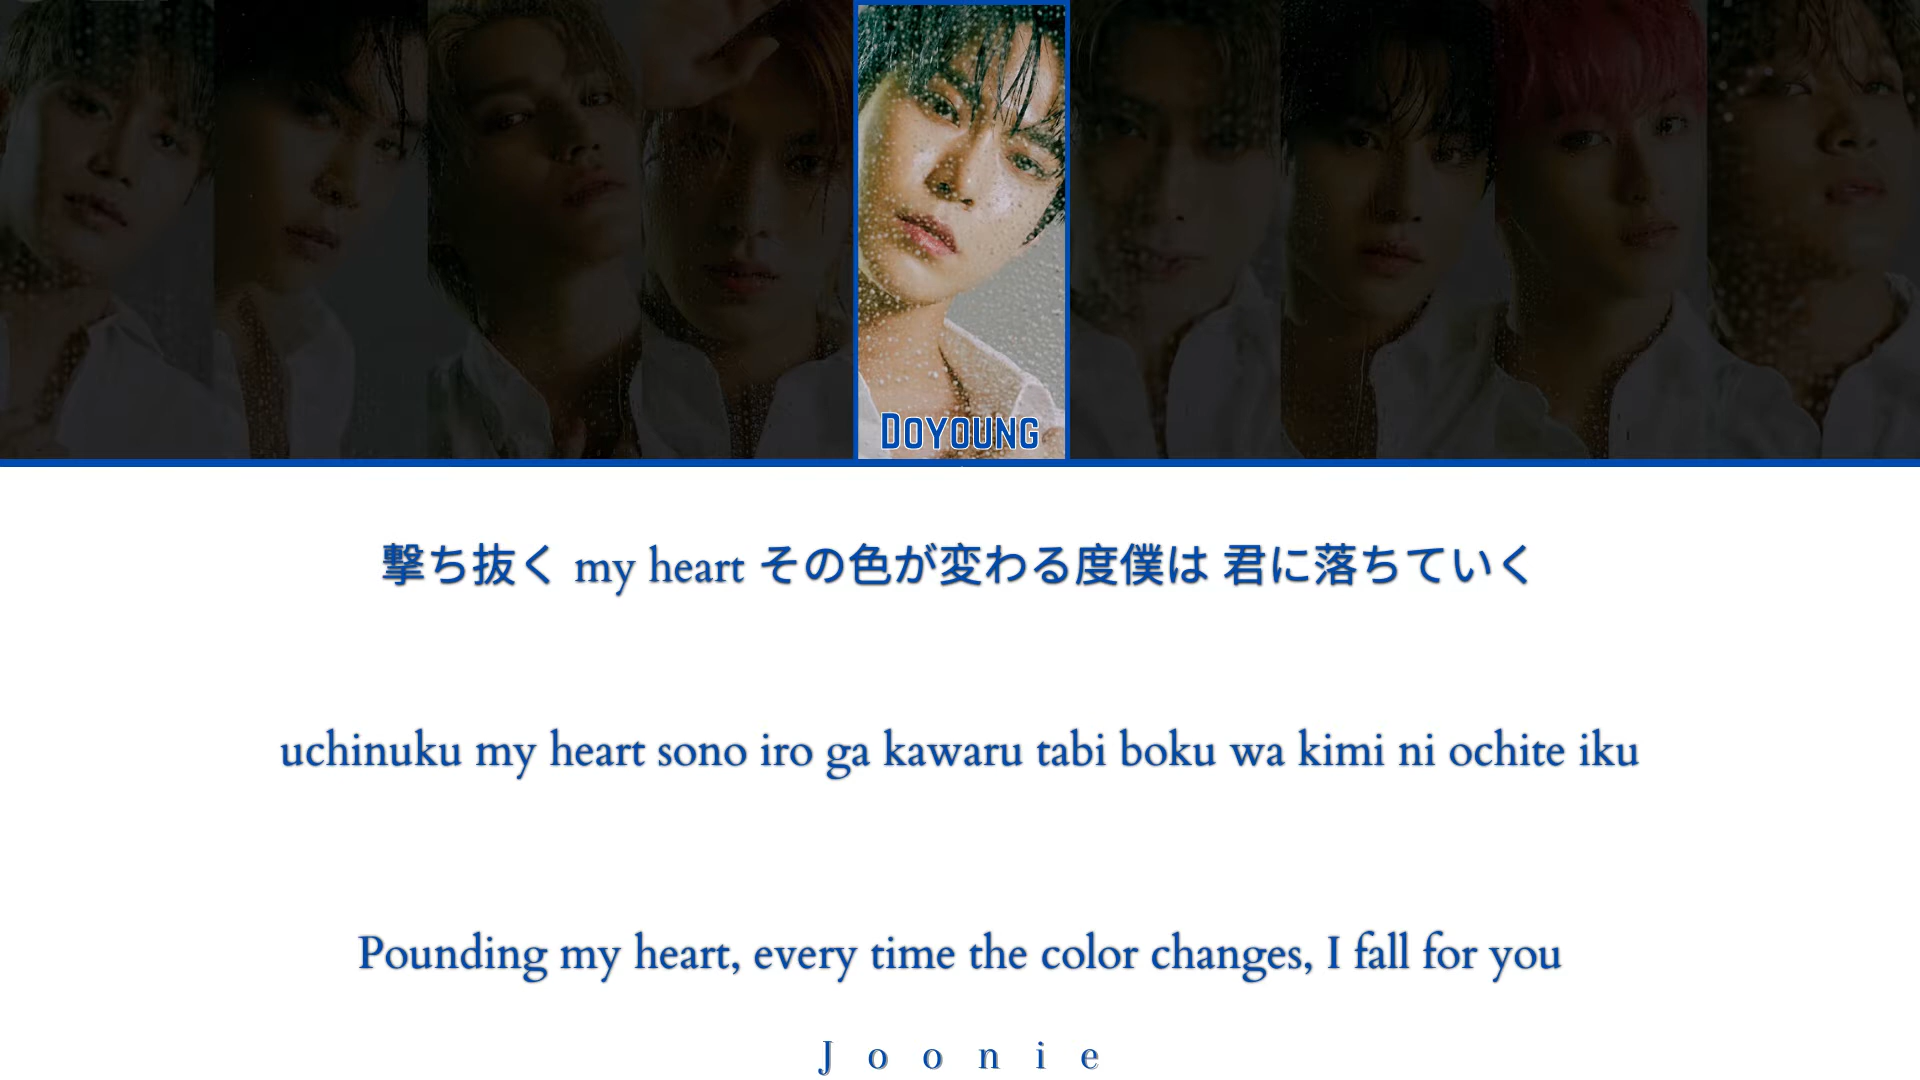 DOYOUNG
撃ち抜く my heart その色が変わる度僕は 君に落ちていく
uchinuku my heart sono iro ga kawaru tabi boku wa kimi ni ochite iku
Pounding my heart, every time the color changes, I fall for you
Joonie